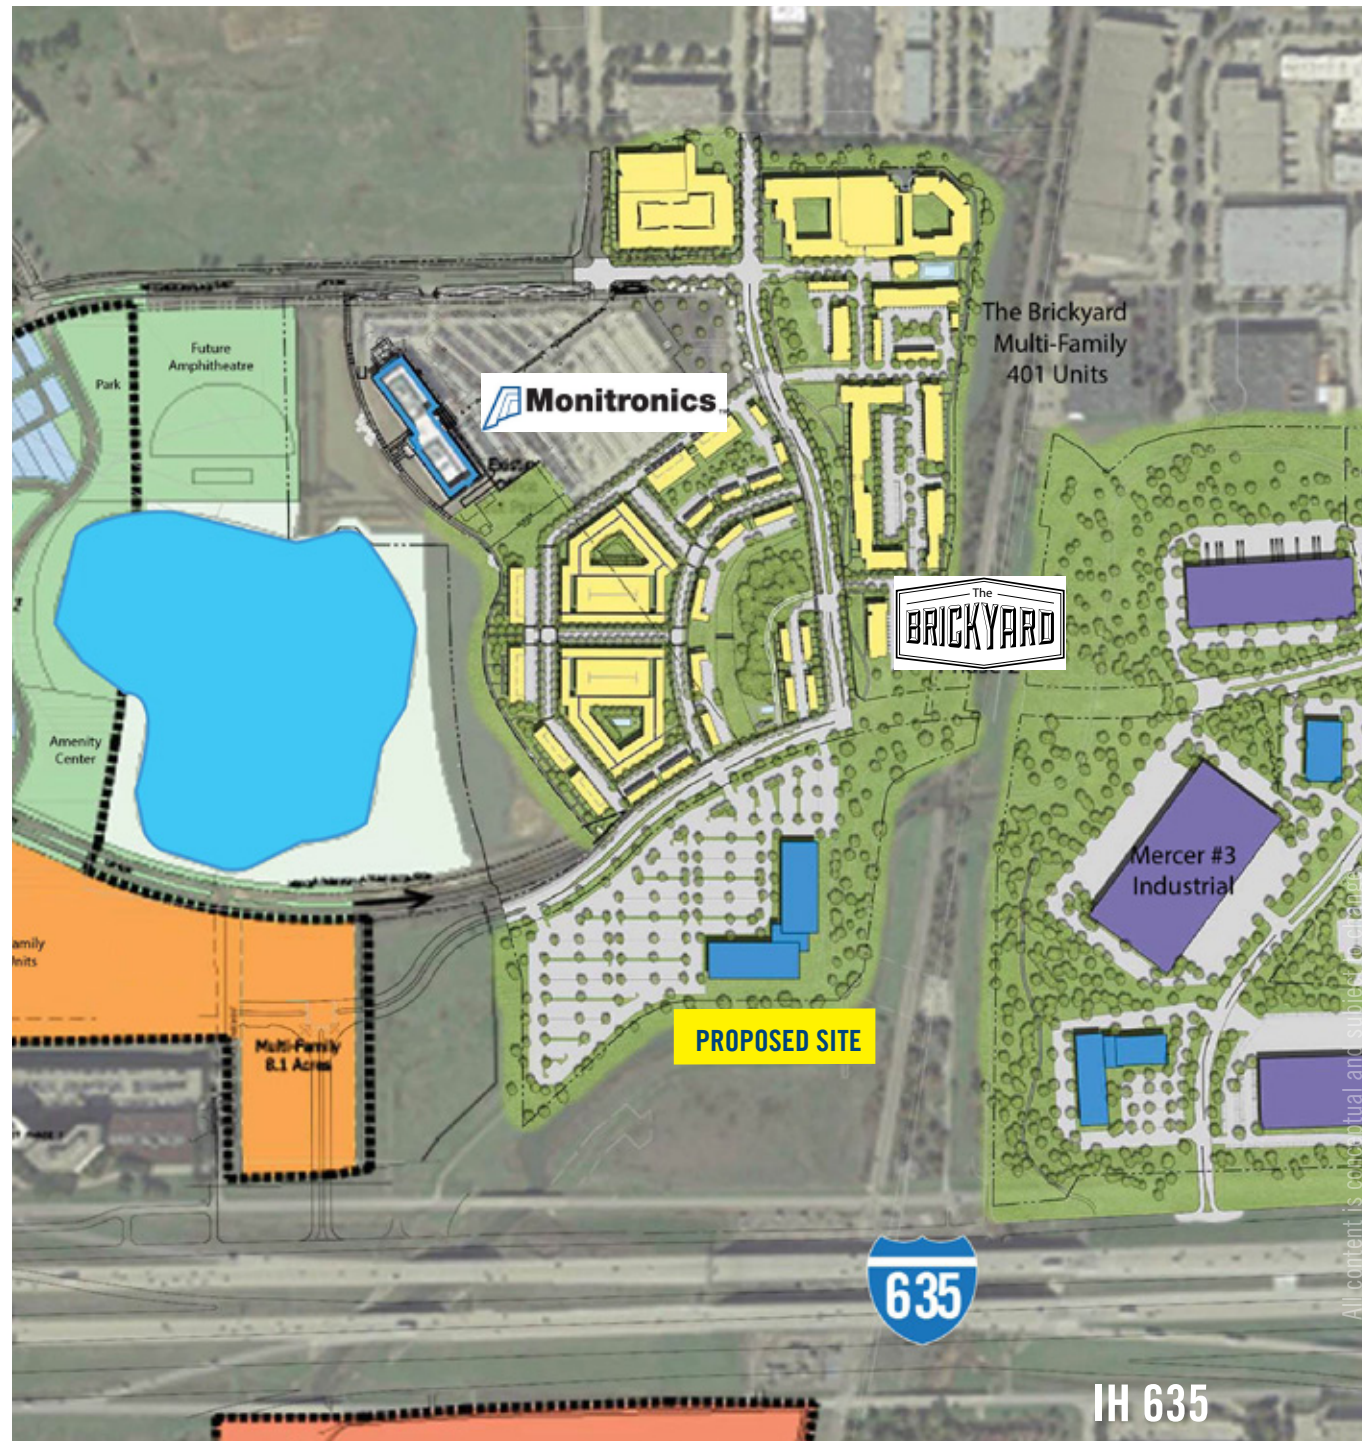 The Brickyard
Multi-Family
401 Units
Future
Amphitheatre
Park
Monitronics
The
BRICKYARD
Amenity
Center
Mercer #3
Industrial
PROPOSED SITE
Multi-Family
8.1 Acres
635
IH 635
All content is conceptual and subject to change